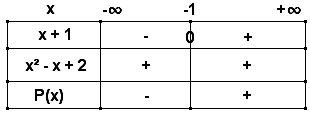 x -∞ -1 +∞
x + 1 - 0 +
x² - x + 2 + +
P(x) - +